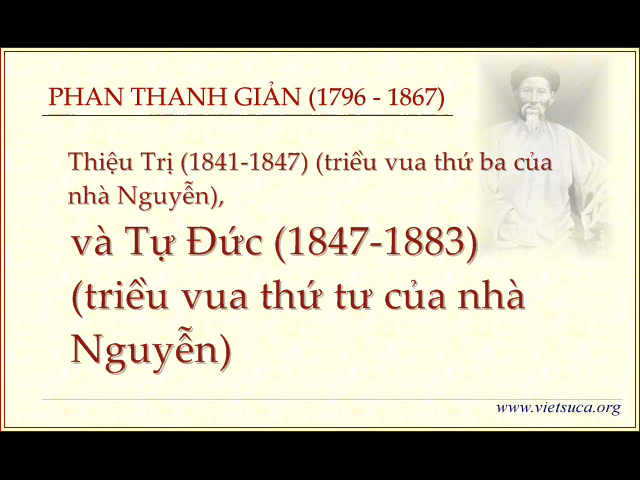 PHAN THANH GIẢN (1796 - 1867)
Thiệu Trị (1841-1847) (triều vua thứ ba của
nhà Nguyễn),
và Tự Đức (1847-1883)
(triều vua thứ tư của nhà
Nguyễn)
www.vietsuca.org